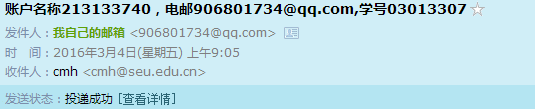 账户名称213133740，电邮906801734@qq.com,学号03013307
发件人：我自己的邮箱 <906801734@qq.com>
时　间：2016年3月4日(星期五) 上午9:05
收件人：cmh <cmh@seu.edu.cn>
发送状态：投递成功 [查看详情]